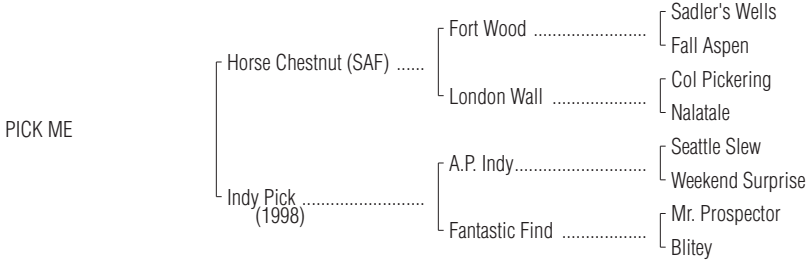 Sadler's Wells
Fort Wood .......................
Fall Aspen
Horse Chestnut (SAF) ......
Col Pickering
London Wall ...................
Nalatale
PICK ME
Seattle Slew
A.P. Indy...........................
Weekend Surprise
Indy Pick .........................
(1998)
Mr. Prospector
Fantastic Find .................
Blitey